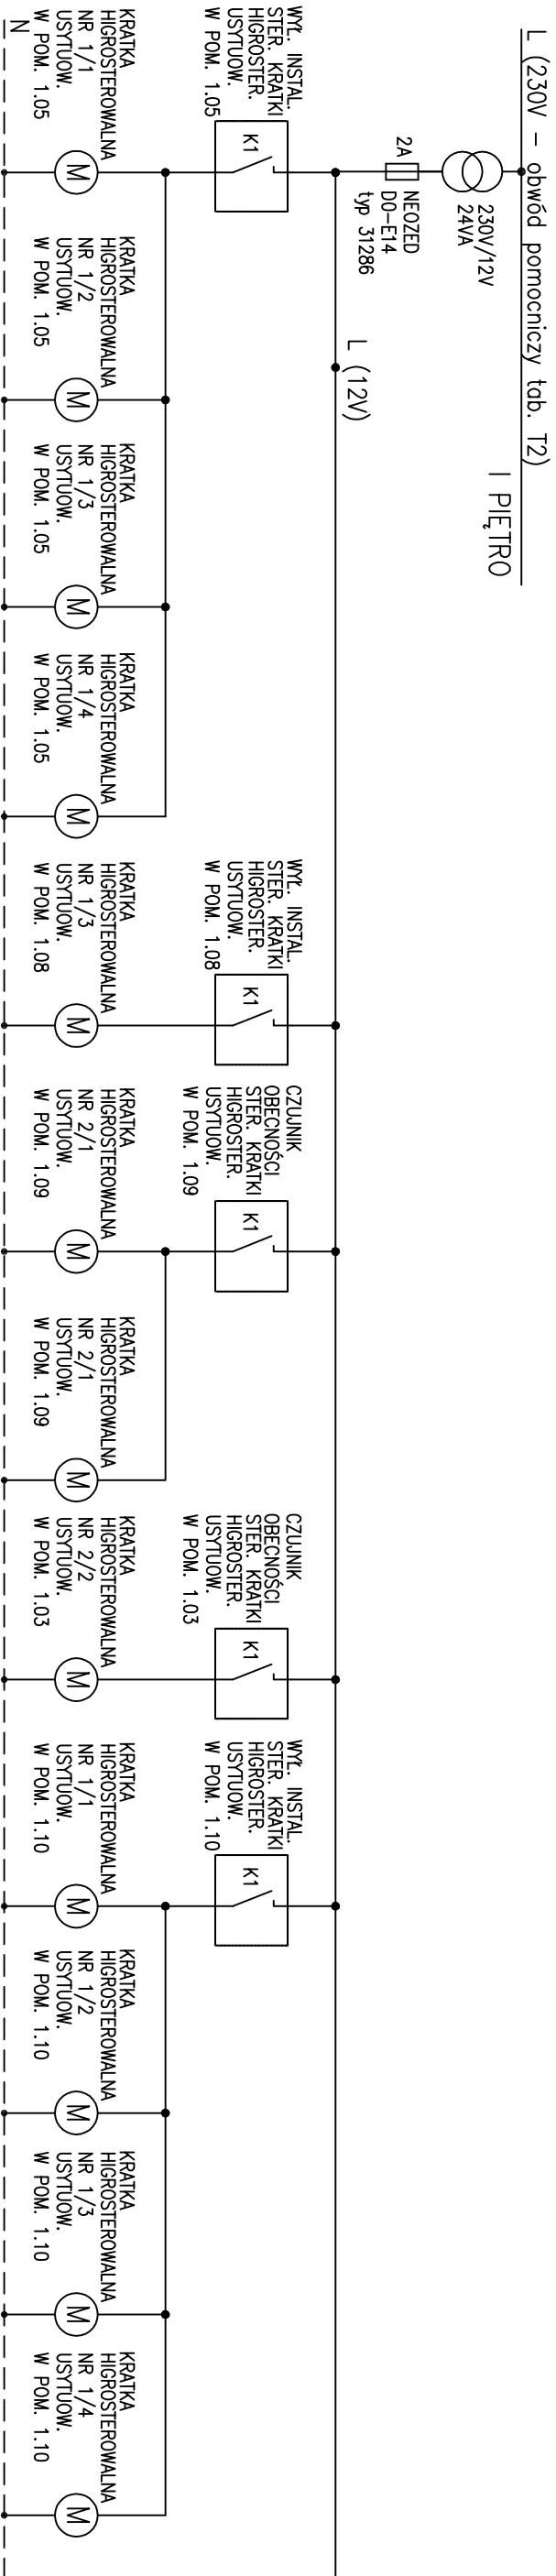 L (230V - obwód pomocniczy tab. T2)
I PIĘTRO
230V/12V
24VA
2A
NEOZED
D0-E14
typ 31286
L (12V)
WYŁ. INSTAL.
STER. KRATKI
HIGROSTER.
USYTUOW.
W POM. 1.05
K1
WYŁ. INSTAL.
STER. KRATKI
HIGROSTER.
USYTUOW.
W POM. 1.08
K1
CZUJNIK
OBECNOŚCI
STER. KRATKI
HIGROSTER.
USYTUOW.
W POM. 1.09
K1
CZUJNIK
OBECNOŚCI
STER. KRATKI
HIGROSTER.
USYTUOW.
W POM. 1.03
K1
WYŁ. INSTAL.
STER. KRATKI
HIGROSTER.
USYTUOW.
W POM. 1.10
K1
KRATKA
HIGROSTEROWALNA
NR 1/1
USYTUOW.
W POM. 1.05
M
KRATKA
HIGROSTEROWALNA
NR 1/2
USYTUOW.
W POM. 1.05
M
KRATKA
HIGROSTEROWALNA
NR 1/3
USYTUOW.
W POM. 1.05
M
KRATKA
HIGROSTEROWALNA
NR 1/4
USYTUOW.
W POM. 1.05
M
KRATKA
HIGROSTEROWALNA
NR 1/3
USYTUOW.
W POM. 1.08
M
KRATKA
HIGROSTEROWALNA
NR 2/1
USYTUOW.
W POM. 1.09
M
KRATKA
HIGROSTEROWALNA
NR 2/1
USYTUOW.
W POM. 1.09
M
KRATKA
HIGROSTEROWALNA
NR 2/2
USYTUOW.
W POM. 1.03
M
KRATKA
HIGROSTEROWALNA
NR 1/1
USYTUOW.
W POM. 1.10
M
KRATKA
HIGROSTEROWALNA
NR 1/2
USYTUOW.
W POM. 1.10
M
KRATKA
HIGROSTEROWALNA
NR 1/3
USYTUOW.
W POM. 1.10
M
KRATKA
HIGROSTEROWALNA
NR 1/4
USYTUOW.
W POM. 1.10
M
N